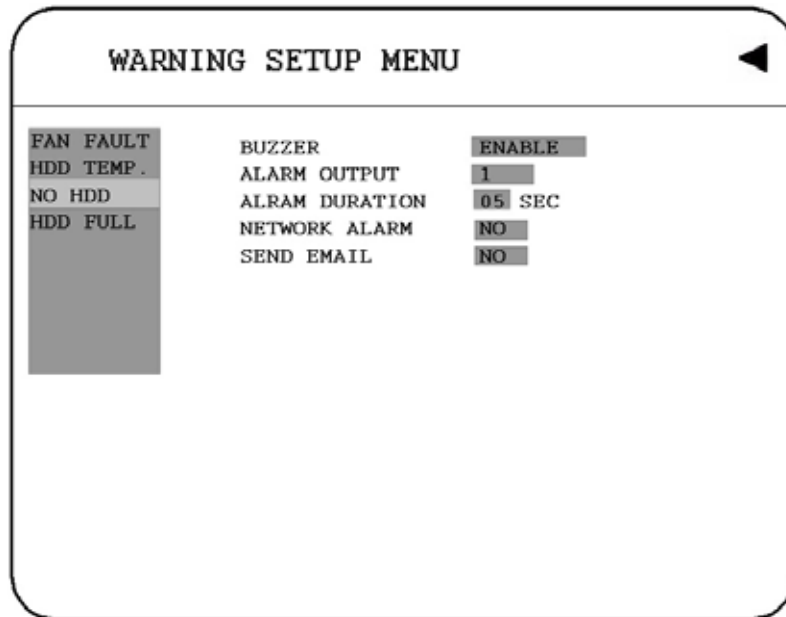 WARNING SETUP MENU
FAN FAULT
HDD TEMP.
NO HDD
HDD FULL
BUZZER ENABLE
ALARM OUTPUT 1
ALRAM DURATION 05 SEC
NETWORK ALARM NO
SEND EMAIL NO